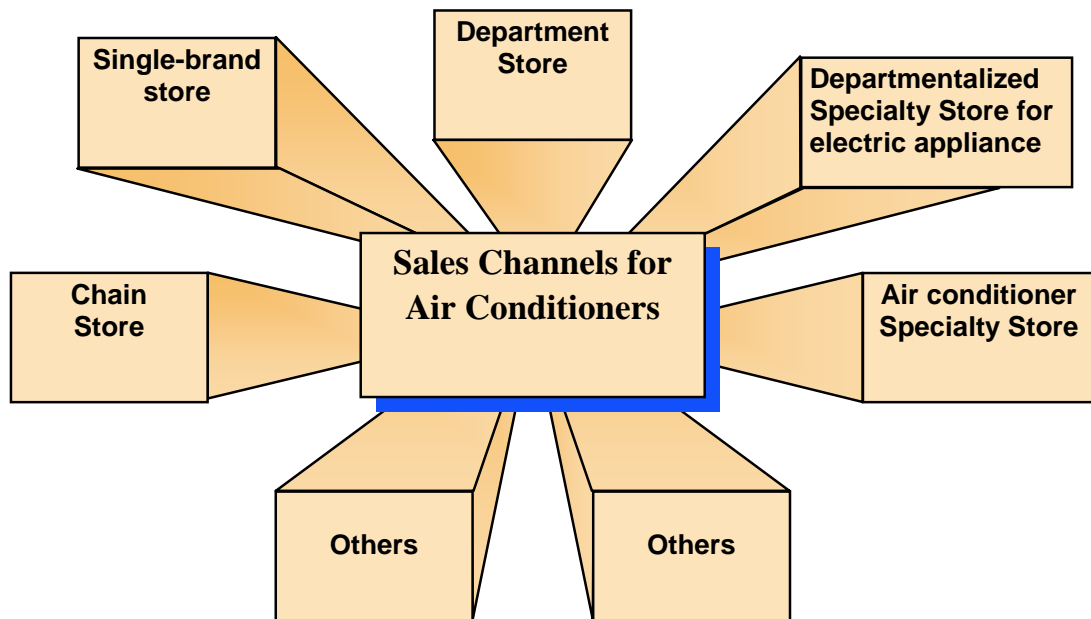 Department
Store
Single-brand
store
Departmentalized
Specialty Store for
electric appliance
Sales Channels for
Air Conditioners
Chain
Store
Air conditioner
Specialty Store
Others
Others